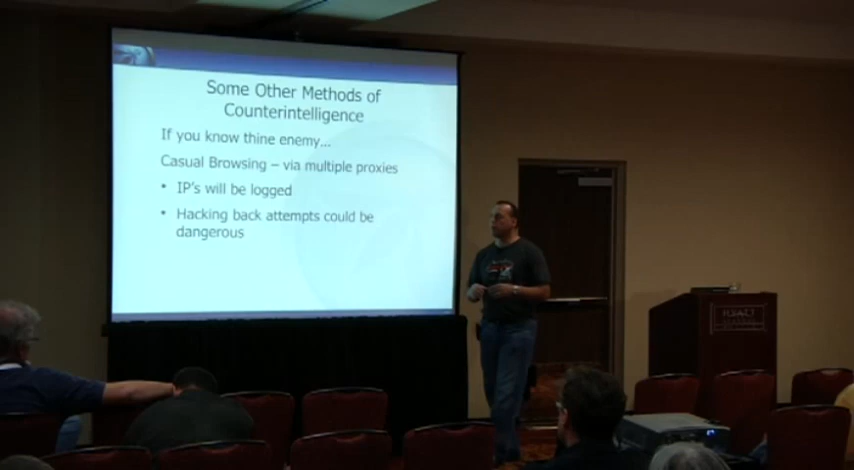 Some Other Methods of
Counterintelligence
If you know thine enemy...
Casual Browsing – via multiple proxies
• IP's will be logged
• Hacking back attempts could be
dangerous
HYATT